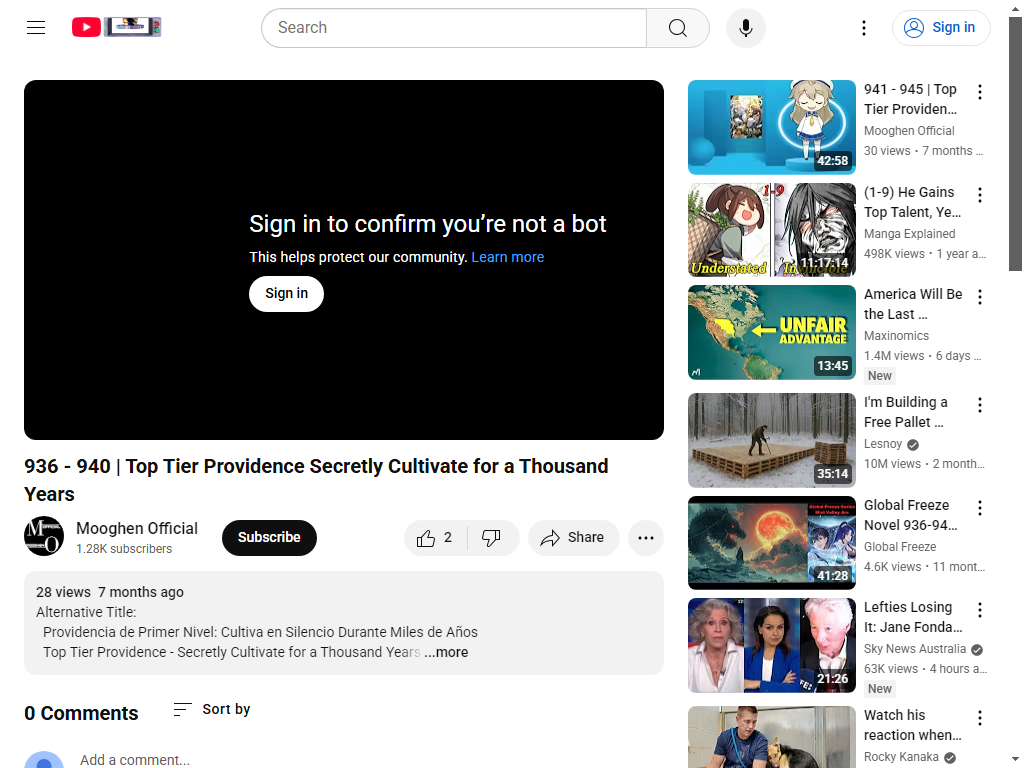 Search
Sign in
Sign in to confirm you’re not a bot
This helps protect our community. Learn more
Sign in
936 - 940 | Top Tier Providence Secretly Cultivate for a Thousand
Years
Mooghen Official
1.28K subscribers
Subscribe
2
Share
28 views 7 months ago
Alternative Title:
Providencia de Primer Nivel: Cultiva en Silencio Durante Miles de Años
Top Tier Providence - Secretly Cultivate for a Thousand Years ...more
0 Comments
Sort by
Add a comment...
42:58
941 - 945 | Top
Tier Providen...
Mooghen Official
30 views • 7 months ...
1-9
11:17:14
Understated
Invincible
(1-9) He Gains
Top Talent, Ye...
Manga Explained
498K views • 1 year a...
UNFAIR
ADVANTAGE
13:45
America Will Be
the Last ...
Maxinomics
1.4M views • 6 days ...
New
35:14
I'm Building a
Free Pallet ...
Lesnoy
10M views • 2 month...
Global Freeze Series
41:28
Global Freeze
Novel 936-94...
Global Freeze
4.6K views • 11 mont...
21:26
Lefties Losing
It: Jane Fonda...
Sky News Australia
63K views • 4 hours a...
New
Watch his
reaction when...
Rocky Kanaka